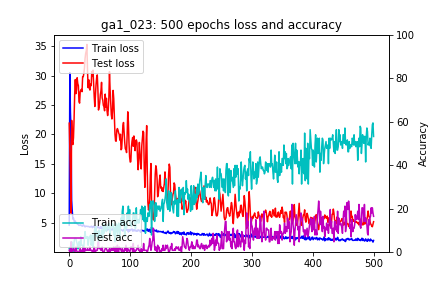 ga1_023: 500 epochs loss and accuracy
Train loss
Test loss
Train acc
Test acc
Loss
Accuracy
35
30
25
20
15
10
5
100
80
60
40
20
0
0
100
200
300
400
500